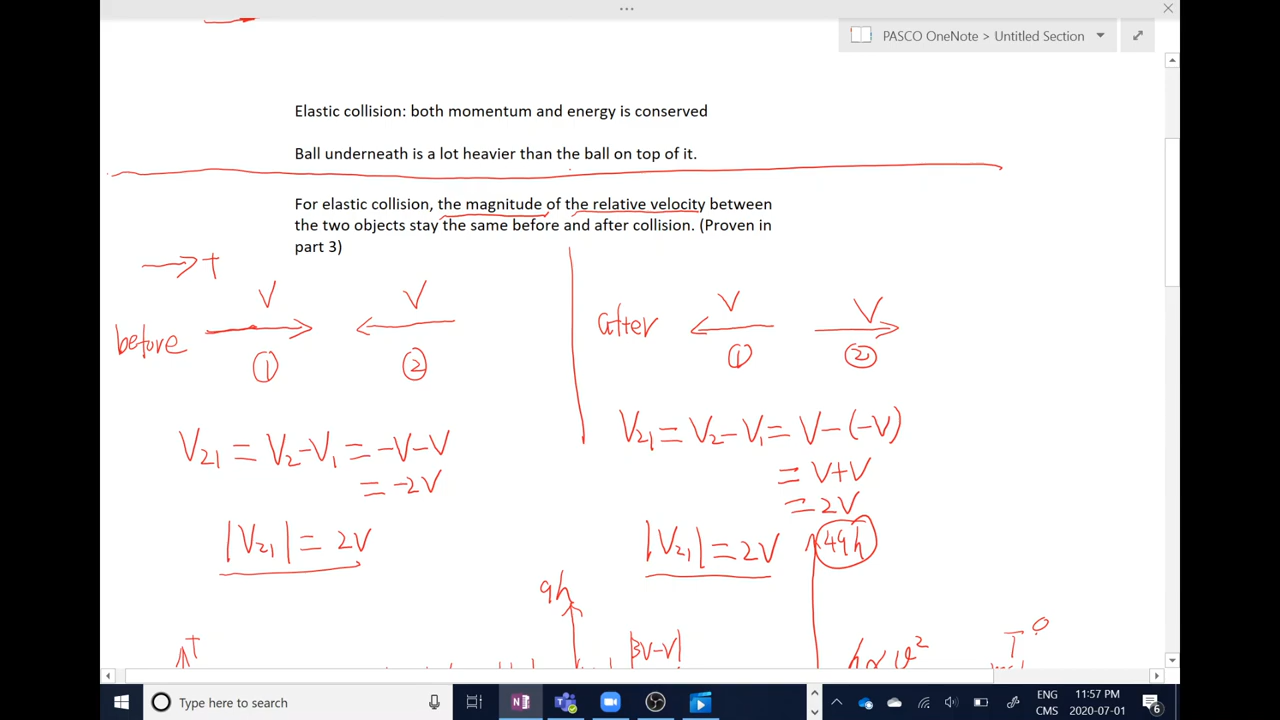 PASCO OneNote > Untitled Section
Elastic collision: both momentum and energy is conserved
Ball underneath is a lot heavier than the ball on top of it.
For elastic collision, the magnitude of the relative velocity between
the two objects stay the same before and after collision. (Proven in
part 3)
→ +
before
V
V
①
②
after
V
V
①
②
V₂₁ = V₂-V₁ = -V-V
= -2V
|V₂₁| = 2V
V₂₁ = V₂-V₁ = V-(-V)
= V+V
= 2V
|V₂₁| = 2V
49h
9h
+
|3V-V|
h ∝ v²
Type here to search
ENG
CMS
11:57 PM
2020-07-01
6